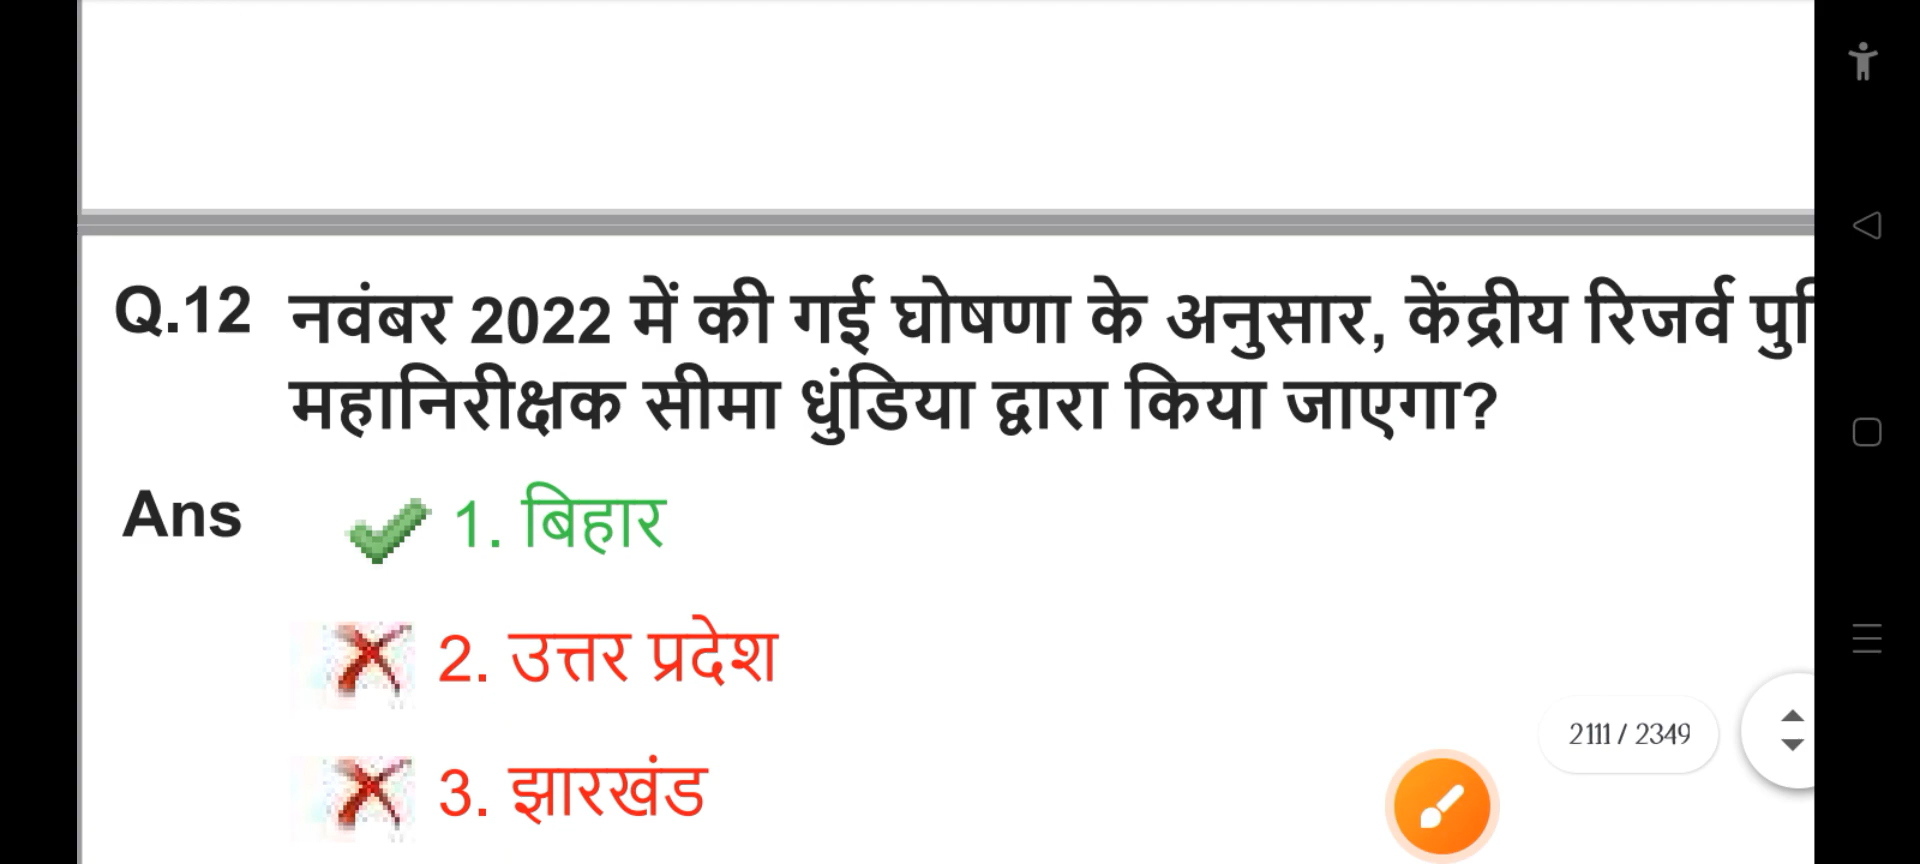 Q.12 नवंबर 2022 में की गई घोषणा के अनुसार, केंद्रीय रिजर्व
महानिरीक्षक सीमा धुंडिया द्वारा किया जाएगा?
Ans 1. बिहार
2. उत्तर प्रदेश
3. झारखंड
2111 / 2349